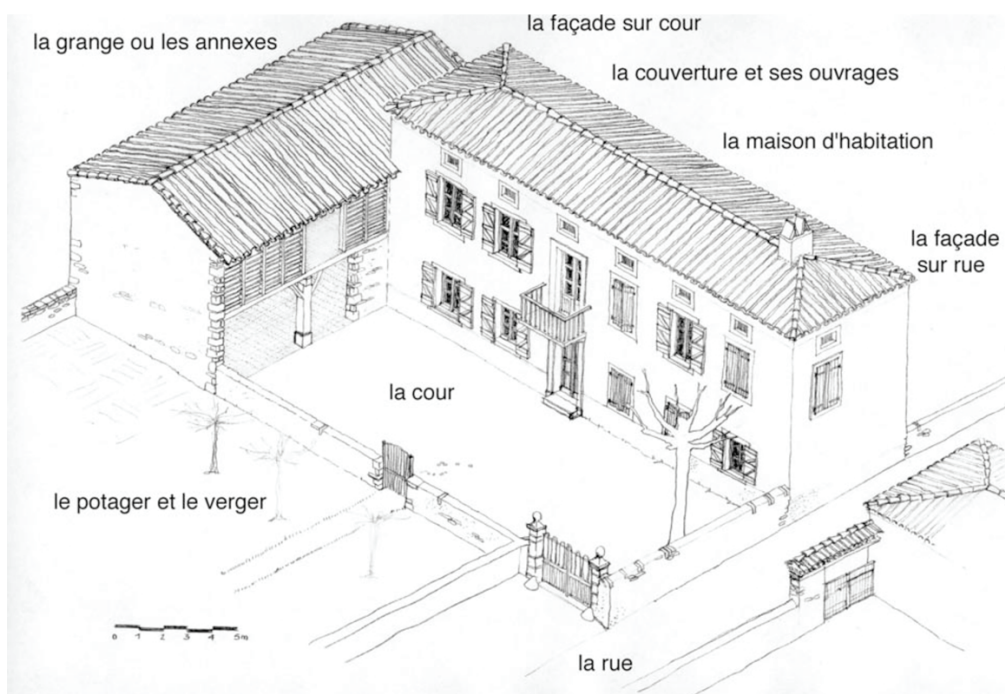 la façade sur cour
la grange ou les annexes
la couverture et ses ouvrages
la maison d'habitation
la façade
sur rue
la cour
le potager et le verger
0 1 2 3 4 5m
la rue